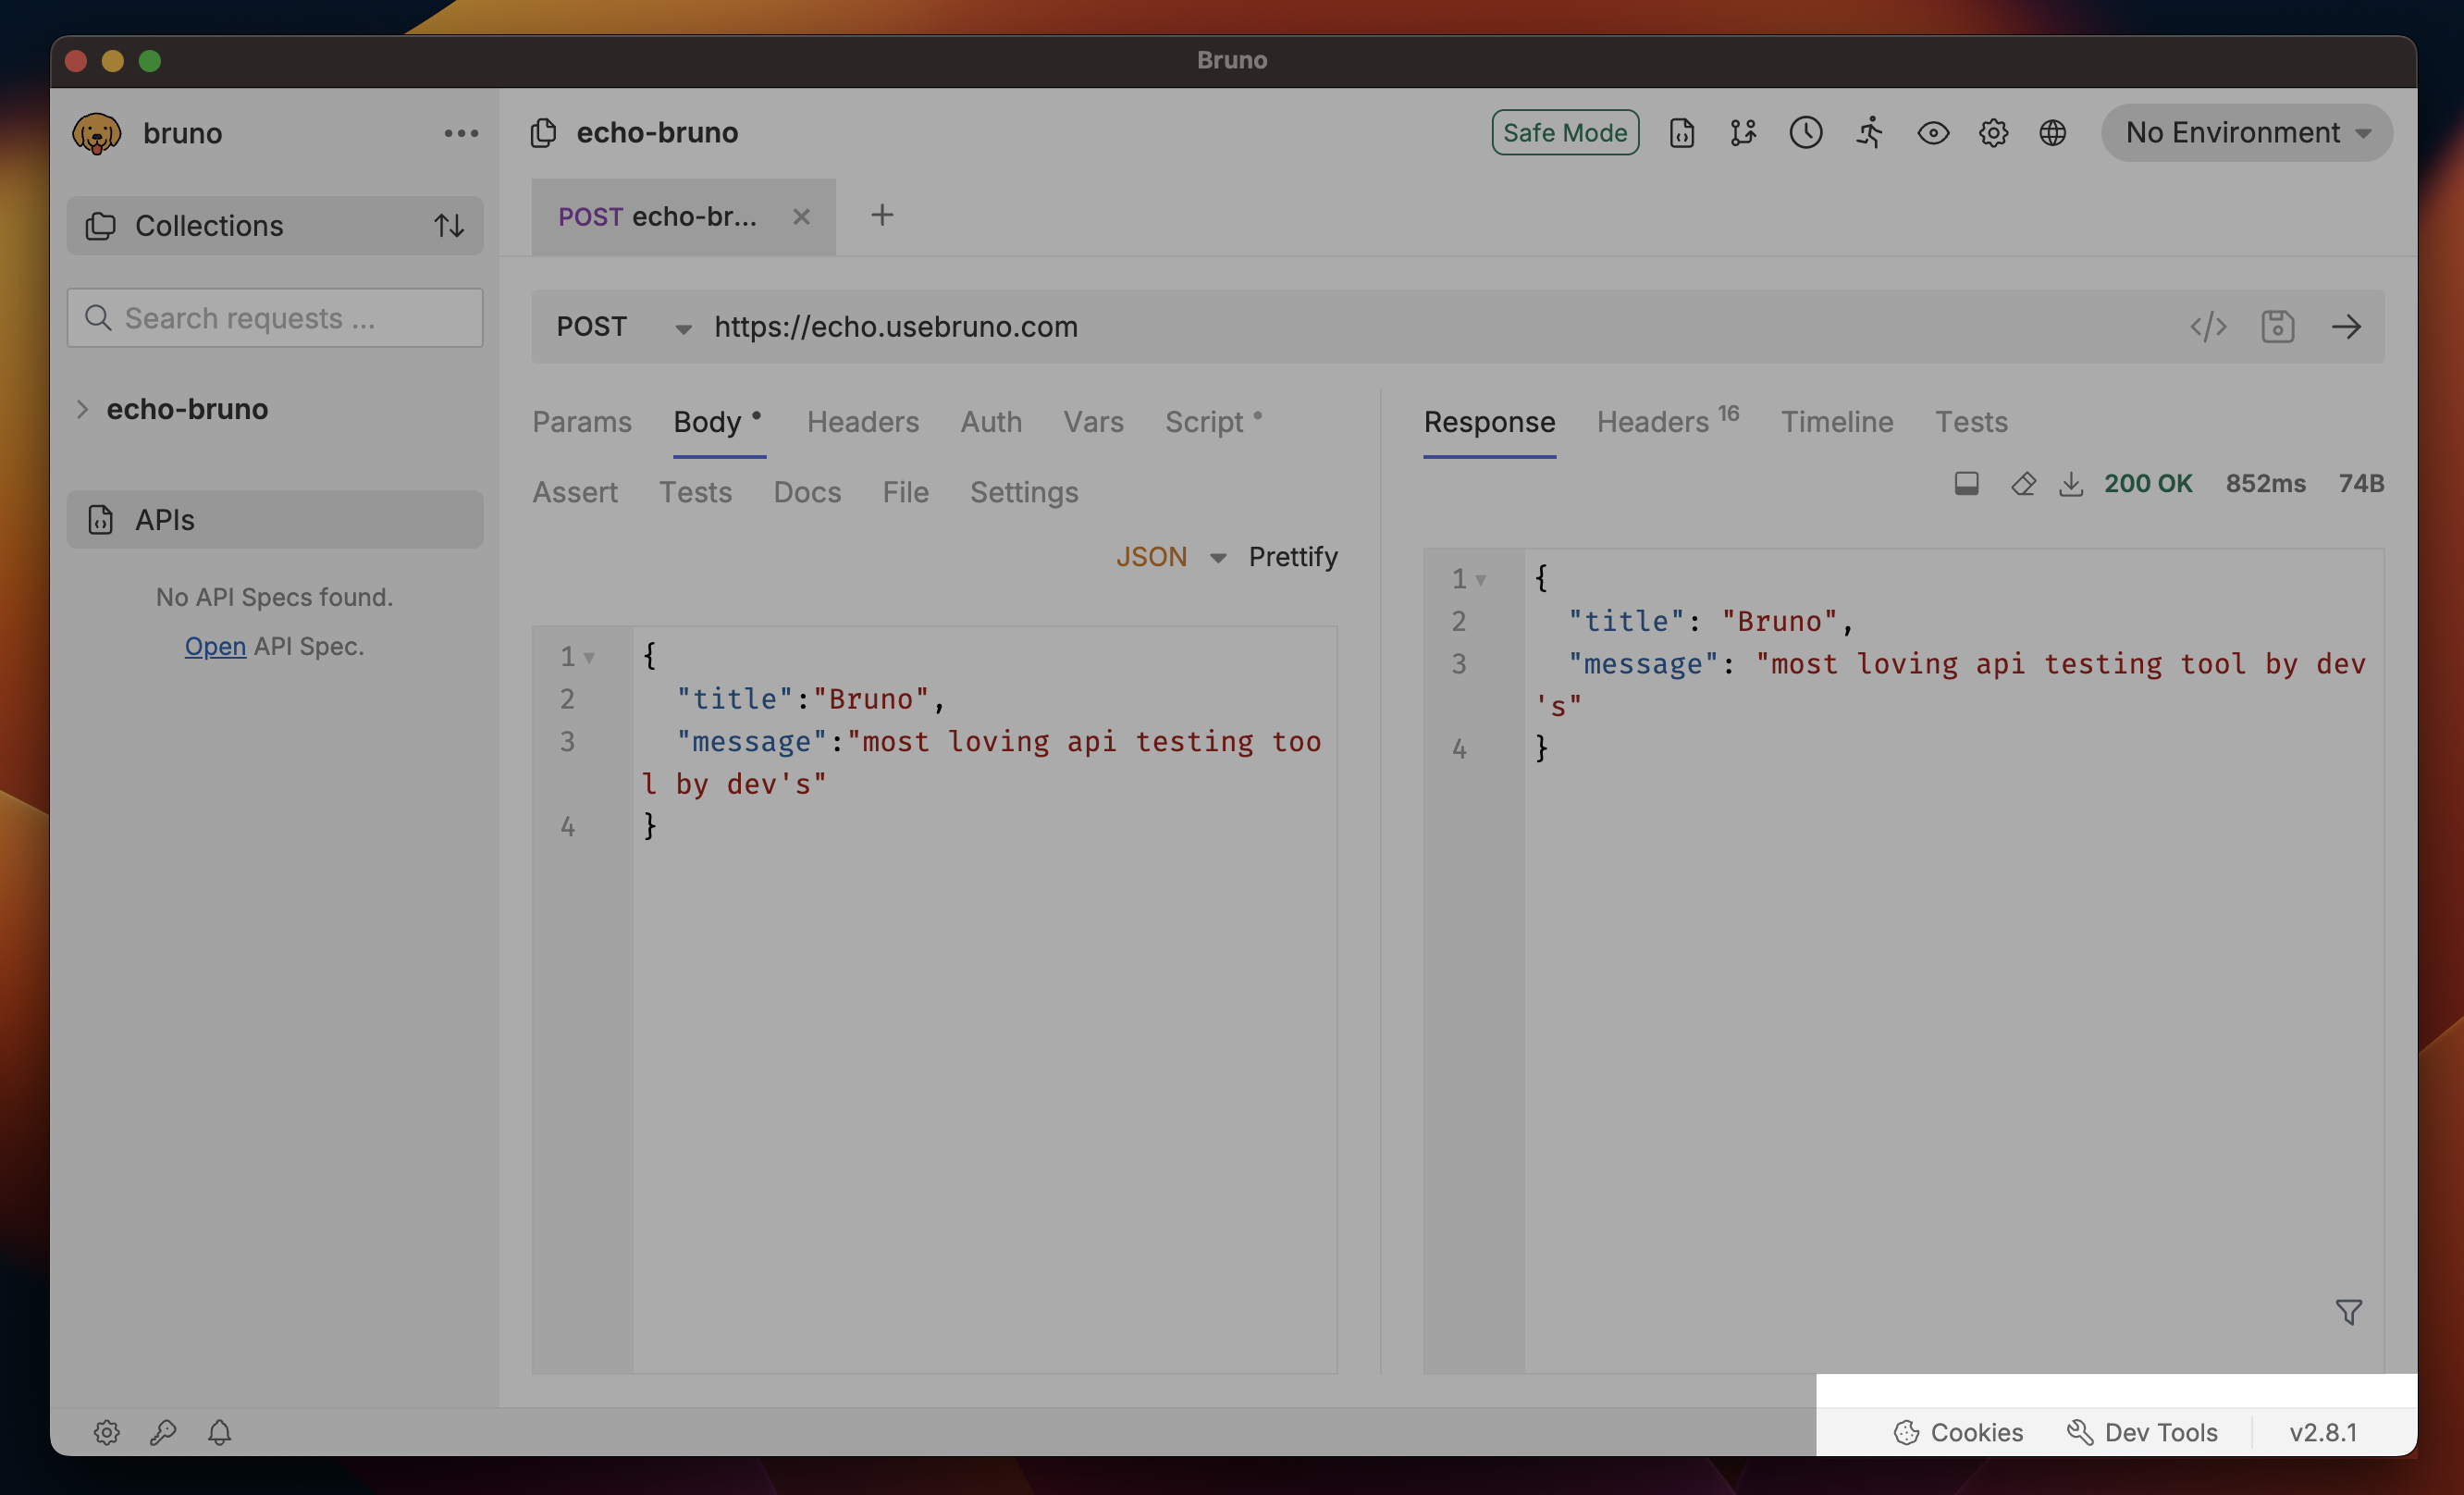 Bruno
bruno
echo-bruno
Safe Mode
No Environment
Collections
POST echo-br...
Search requests ...
POST
https://echo.usebruno.com
echo-bruno
Params Body Headers Auth Vars Script
Assert Tests Docs File Settings
JSON Prettify
APIs
No API Specs found.
Open API Spec.
1 {
2 "title":"Bruno",
3 "message":"most loving api testing too
l by dev's"
4 }
Response Headers 16 Timeline Tests
200 OK 852ms 74B
1 {
2 "title": "Bruno",
3 "message": "most loving api testing tool by dev
's"
4 }
Cookies Dev Tools v2.8.1